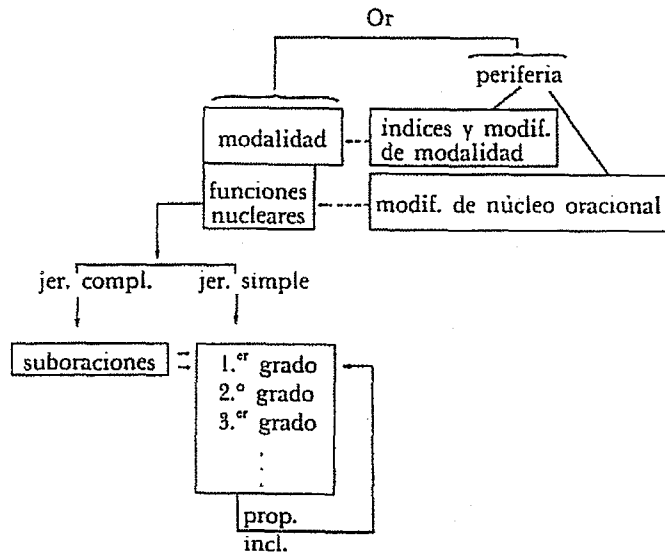 Or
periferia
modalidad
índices y modif.
de modalidad
funciones
nucleares
modif. de núcleo oracional
jer. compl.
jer. simple
suboraciones
1.er grado
2.o grado
3.er grado
prop.
incl.